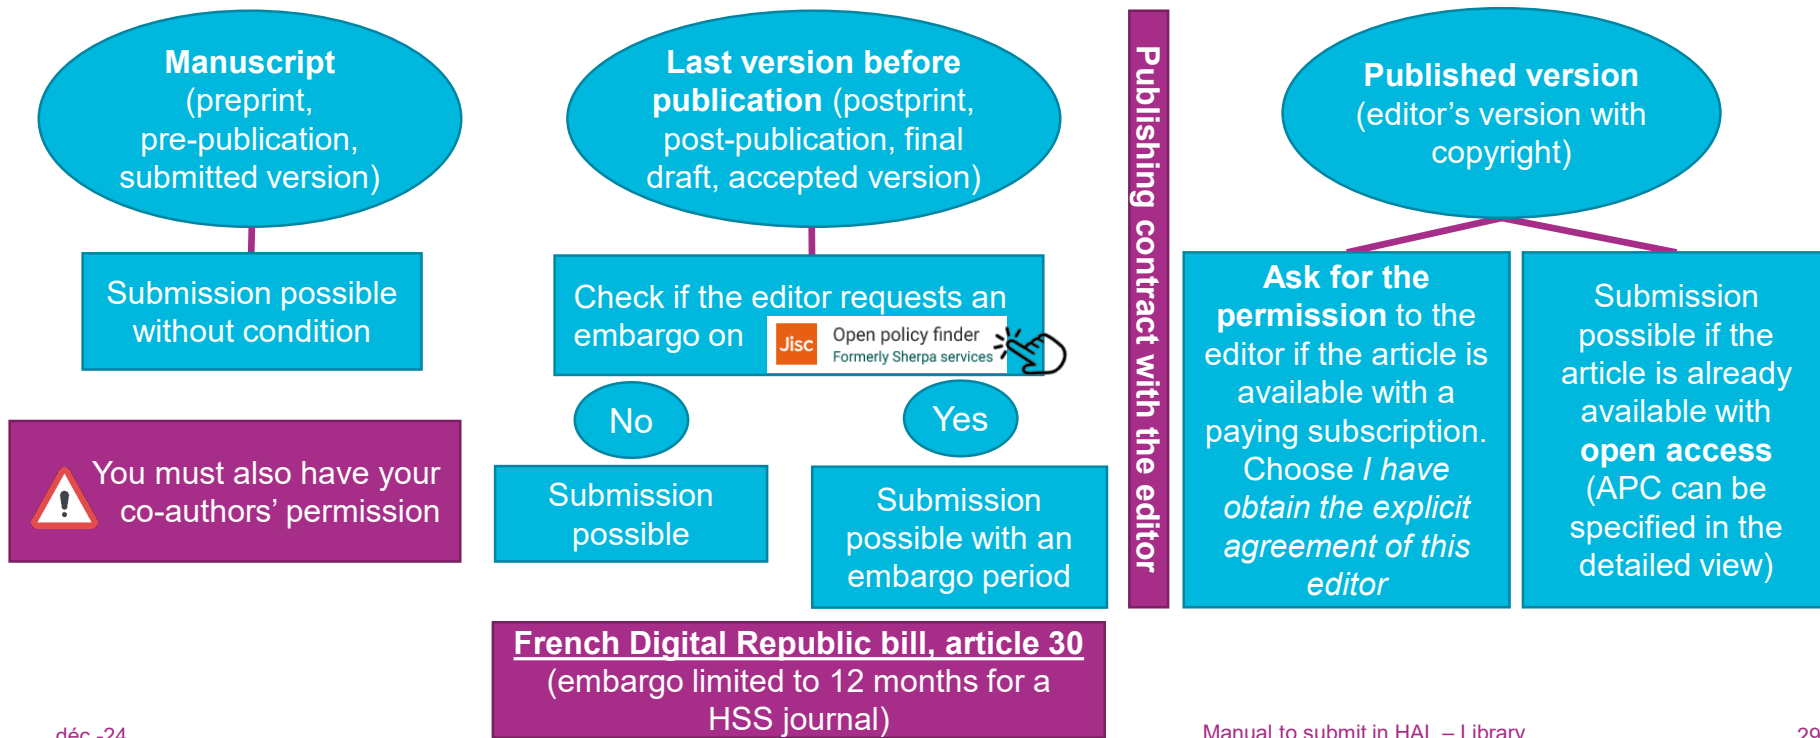 Manuscript
(preprint,
pre-publication,
submitted version)
Submission possible
without condition
You must also have your
co-authors’ permission
Last version before
publication (postprint,
post-publication, final
draft, accepted version)
Check if the editor requests an
embargo on
Jisc
Open policy finder
Formerly Sherpa services
No
Yes
Submission
possible
Submission
possible with an
embargo period
French Digital Republic bill, article 30
(embargo limited to 12 months for a
HSS journal)
Publishing contract with the editor
Published version
(editor’s version with
copyright)
Ask for the
permission to the
editor if the article is
available with a
paying subscription.
Choose I have
obtain the explicit
agreement of this
editor
Submission
possible if the
article is already
available with
open access
(APC can be
specified in the
detailed view)
déc.-24
Manual to submit in HAL – Library
29